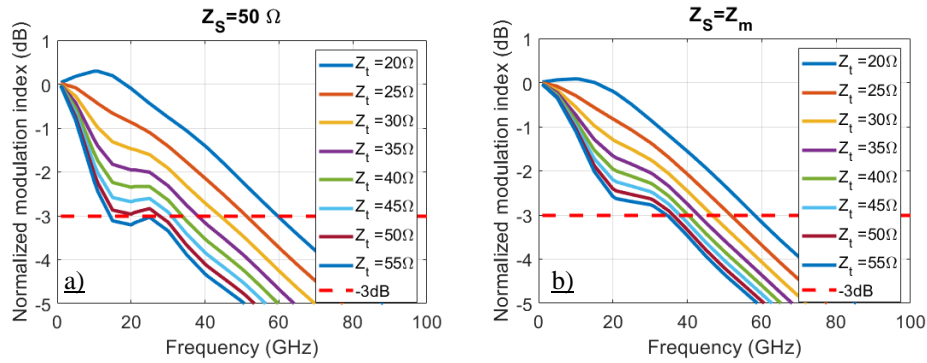 Z_S=50 Ω
Normalized modulation index (dB)
1
0
-1
-2
-3
-4
-5
0
20
40
60
80
100
Frequency (GHz)
a)
Z_t =20Ω
Z_t =25Ω
Z_t =30Ω
Z_t =35Ω
Z_t =40Ω
Z_t =45Ω
Z_t =50Ω
Z_t =55Ω
-3dB
Z_S=Z_m
Normalized modulation index (dB)
1
0
-1
-2
-3
-4
-5
0
20
40
60
80
100
Frequency (GHz)
b)
Z_t =20Ω
Z_t =25Ω
Z_t =30Ω
Z_t =35Ω
Z_t =40Ω
Z_t =45Ω
Z_t =50Ω
Z_t =55Ω
-3dB